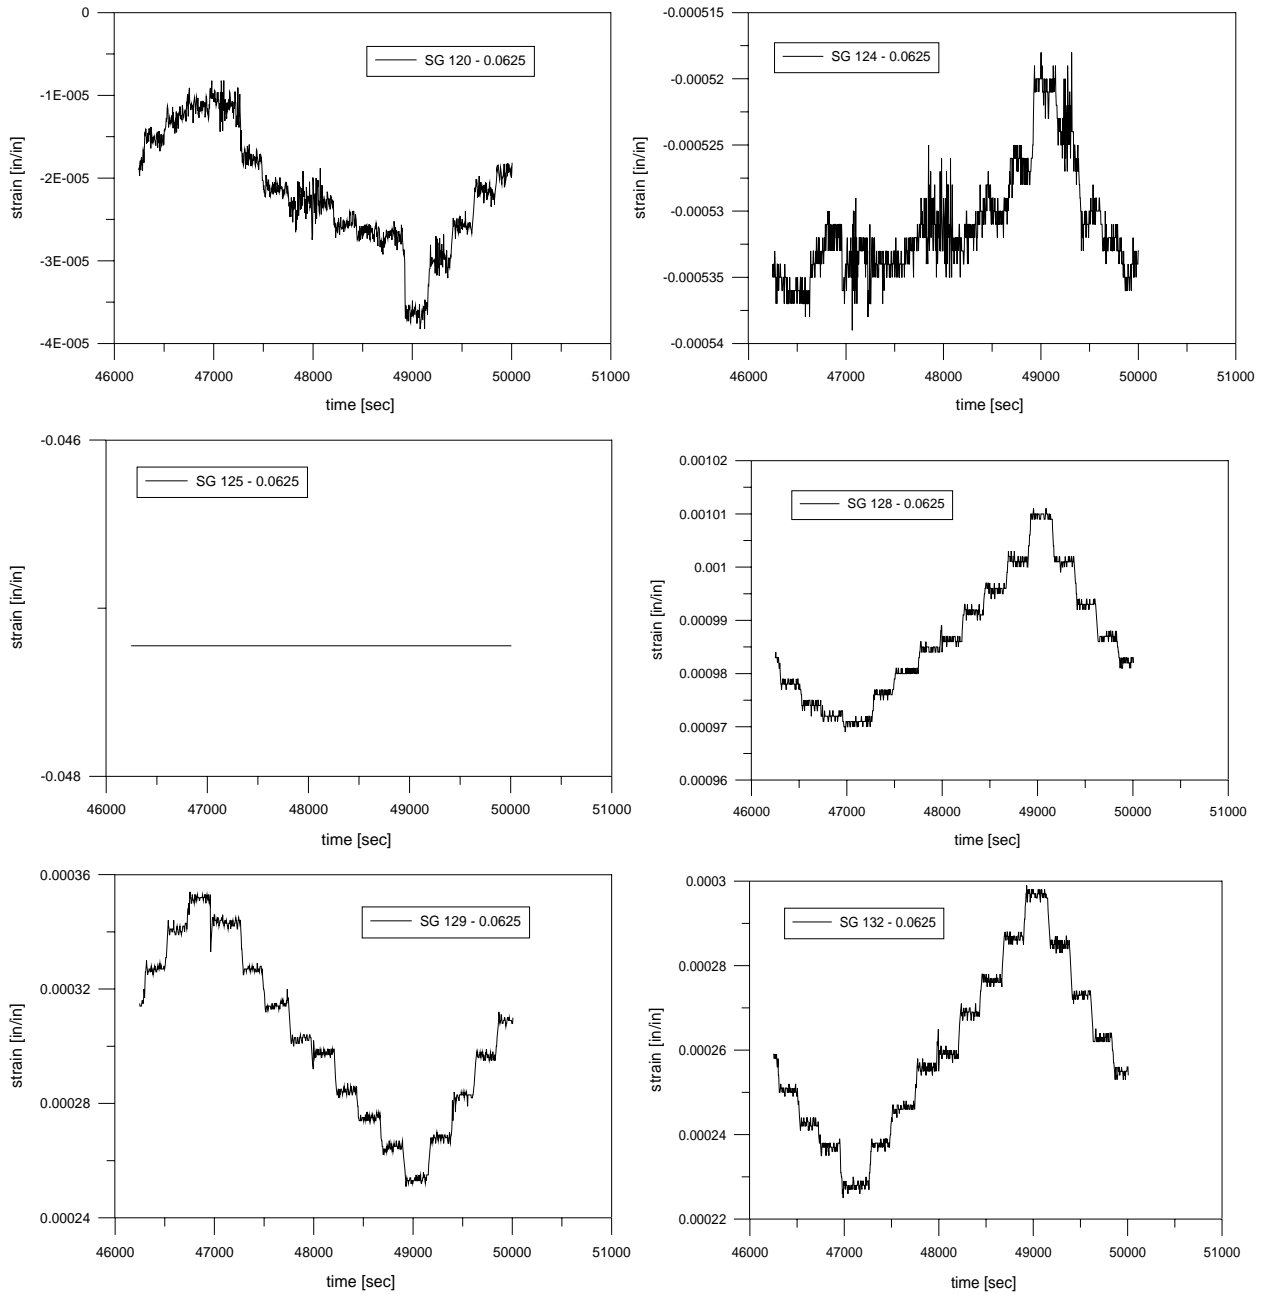 0
-1E-005
-2E-005
-3E-005
-4E-005
strain [in/in]
SG 120 - 0.0625
46000 47000 48000 49000 50000 51000
time [sec]
-0.000515
-0.00052
-0.000525
-0.00053
-0.000535
-0.00054
strain [in/in]
SG 124 - 0.0625
46000 47000 48000 49000 50000 51000
time [sec]
-0.046
-0.048
strain [in/in]
SG 125 - 0.0625
46000 47000 48000 49000 50000 51000
time [sec]
0.00102
0.00101
0.001
0.00099
0.00098
0.00097
0.00096
strain [in/in]
SG 128 - 0.0625
46000 47000 48000 49000 50000 51000
time [sec]
0.00036
0.00032
0.00028
0.00024
strain [in/in]
SG 129 - 0.0625
46000 47000 48000 49000 50000 51000
time [sec]
0.0003
0.00028
0.00026
0.00024
0.00022
strain [in/in]
SG 132 - 0.0625
46000 47000 48000 49000 50000 51000
time [sec]